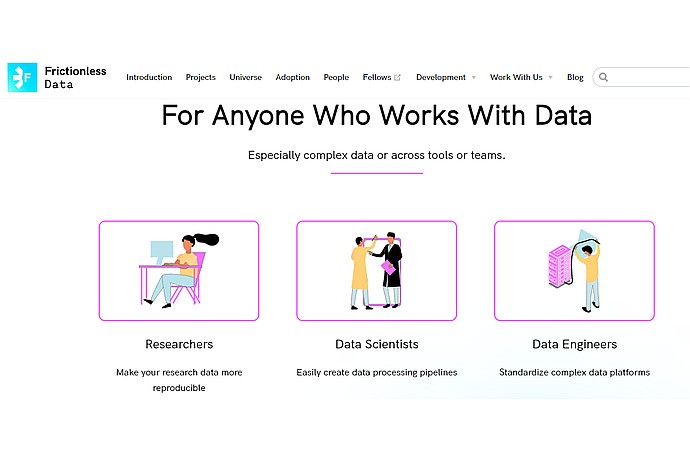 Frictionless
Data
Introduction Projects Universe Adoption People Fellows Development Work With Us Blog
For Anyone Who Works With Data
Especially complex data or across tools or teams.
Researchers Data Scientists Data Engineers
Make your research data more Easily create data processing pipelines Standardize complex data platforms
reproducible